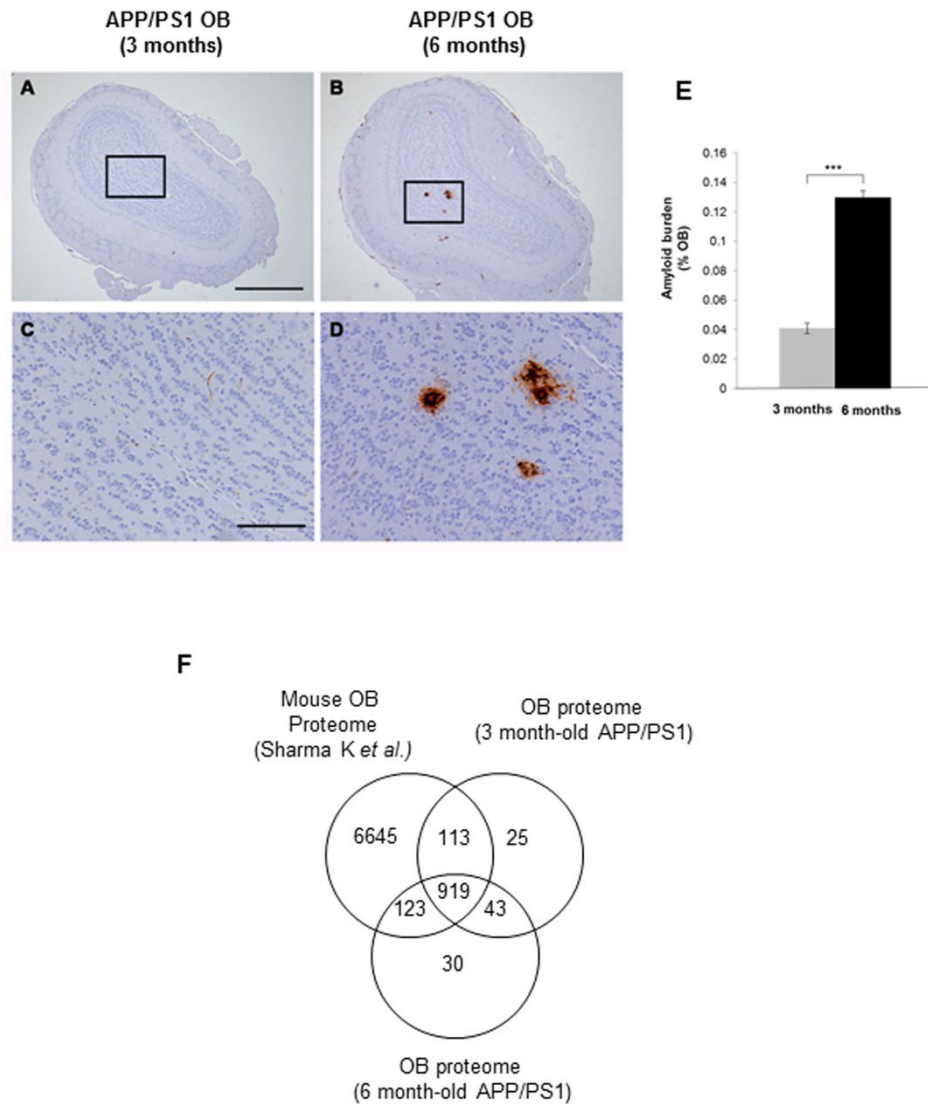 APP/PS1 OB
(3 months)
APP/PS1 OB
(6 months)
A
B
C
D
E
0.16
0.14
0.12
0.1
0.08
0.06
0.04
0.02
0
Amyloid burden
(% OB)
***
3 months
6 months
F
Mouse OB
Proteome
(Sharma K et al.)
OB proteome
(3 month-old APP/PS1)
6645
113
25
919
123
43
30
OB proteome
(6 month-old APP/PS1)